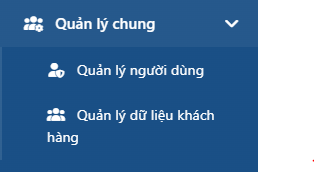 Quản lý chung
Quản lý người dùng
Quản lý dữ liệu khách
hàng